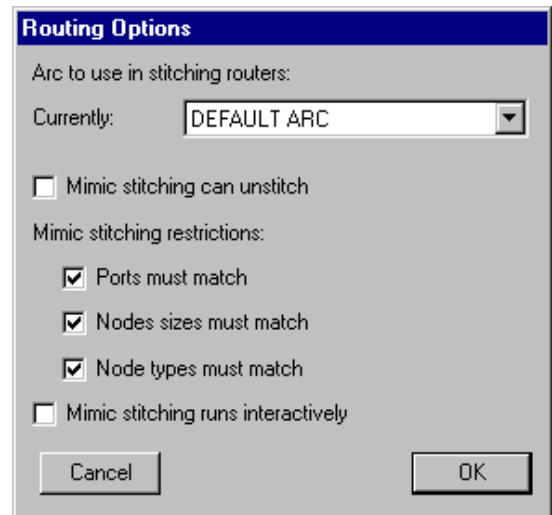 Routing Options
Arc to use in stitching routers:
Currently: DEFAULT ARC
Mimic stitching can unstitch
Mimic stitching restrictions:
Ports must match
Nodes sizes must match
Node types must match
Mimic stitching runs interactively
Cancel OK